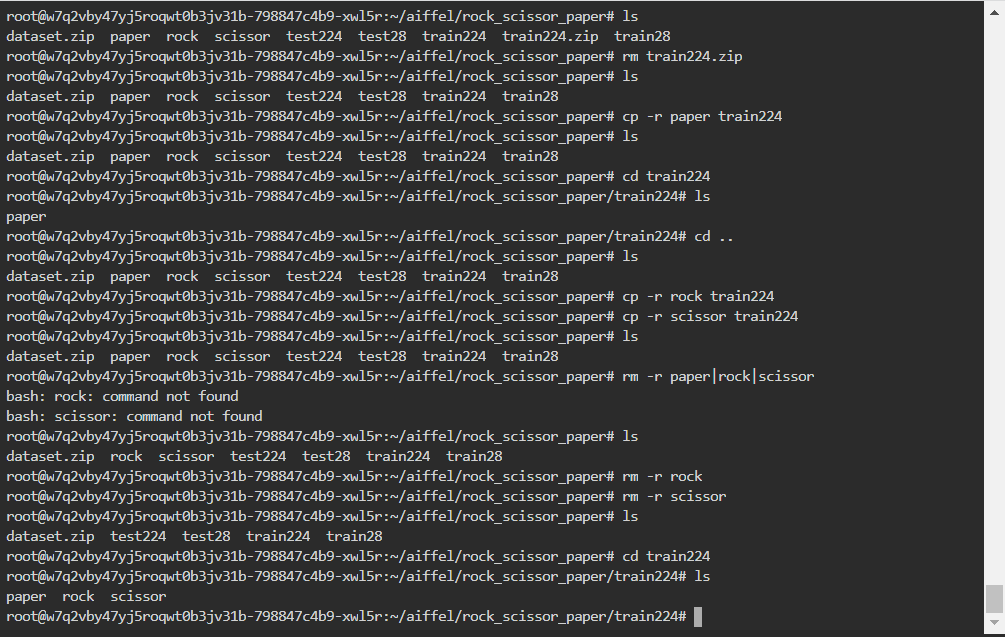 root@w7q2vby47yj5roqwt0b3jv31b-798847c4b9-xwl5r:~/aiffel/rock_scissor_paper# ls
dataset.zip  paper  rock  scissor  test224  test28  train224  train224.zip  train28
root@w7q2vby47yj5roqwt0b3jv31b-798847c4b9-xwl5r:~/aiffel/rock_scissor_paper# rm train224.zip
root@w7q2vby47yj5roqwt0b3jv31b-798847c4b9-xwl5r:~/aiffel/rock_scissor_paper# ls
dataset.zip  paper  rock  scissor  test224  test28  train224  train28
root@w7q2vby47yj5roqwt0b3jv31b-798847c4b9-xwl5r:~/aiffel/rock_scissor_paper# cp -r paper train224
root@w7q2vby47yj5roqwt0b3jv31b-798847c4b9-xwl5r:~/aiffel/rock_scissor_paper# ls
dataset.zip  paper  rock  scissor  test224  test28  train224  train28
root@w7q2vby47yj5roqwt0b3jv31b-798847c4b9-xwl5r:~/aiffel/rock_scissor_paper# cd train224
root@w7q2vby47yj5roqwt0b3jv31b-798847c4b9-xwl5r:~/aiffel/rock_scissor_paper/train224# ls
paper
root@w7q2vby47yj5roqwt0b3jv31b-798847c4b9-xwl5r:~/aiffel/rock_scissor_paper/train224# cd ..
root@w7q2vby47yj5roqwt0b3jv31b-798847c4b9-xwl5r:~/aiffel/rock_scissor_paper# ls
dataset.zip  paper  rock  scissor  test224  test28  train224  train28
root@w7q2vby47yj5roqwt0b3jv31b-798847c4b9-xwl5r:~/aiffel/rock_scissor_paper# cp -r rock train224
root@w7q2vby47yj5roqwt0b3jv31b-798847c4b9-xwl5r:~/aiffel/rock_scissor_paper# cp -r scissor train224
root@w7q2vby47yj5roqwt0b3jv31b-798847c4b9-xwl5r:~/aiffel/rock_scissor_paper# ls
dataset.zip  paper  rock  scissor  test224  test28  train224  train28
root@w7q2vby47yj5roqwt0b3jv31b-798847c4b9-xwl5r:~/aiffel/rock_scissor_paper# rm -r paper|rock|scissor
bash: rock: command not found
bash: scissor: command not found
root@w7q2vby47yj5roqwt0b3jv31b-798847c4b9-xwl5r:~/aiffel/rock_scissor_paper# ls
dataset.zip  rock  scissor  test224  test28  train224  train28
root@w7q2vby47yj5roqwt0b3jv31b-798847c4b9-xwl5r:~/aiffel/rock_scissor_paper# rm -r rock
root@w7q2vby47yj5roqwt0b3jv31b-798847c4b9-xwl5r:~/aiffel/rock_scissor_paper# rm -r scissor
root@w7q2vby47yj5roqwt0b3jv31b-798847c4b9-xwl5r:~/aiffel/rock_scissor_paper# ls
dataset.zip  test224  test28  train224  train28
root@w7q2vby47yj5roqwt0b3jv31b-798847c4b9-xwl5r:~/aiffel/rock_scissor_paper# cd train224
root@w7q2vby47yj5roqwt0b3jv31b-798847c4b9-xwl5r:~/aiffel/rock_scissor_paper/train224# ls
paper  rock  scissor
root@w7q2vby47yj5roqwt0b3jv31b-798847c4b9-xwl5r:~/aiffel/rock_scissor_paper/train224#